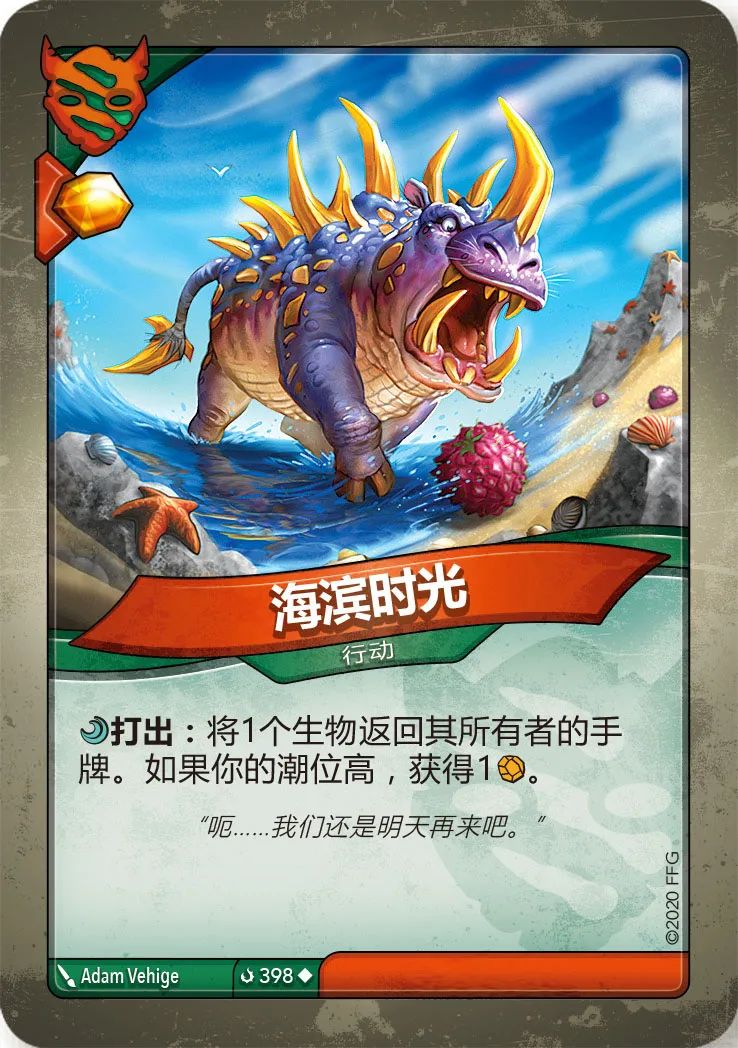 海滨时光
行动
打出：将1个生物返回其所有者的手
牌。如果你的潮位高，获得1。
“呃……我们还是明天再来吧。”
©2020 FFG
Adam Vehige
398